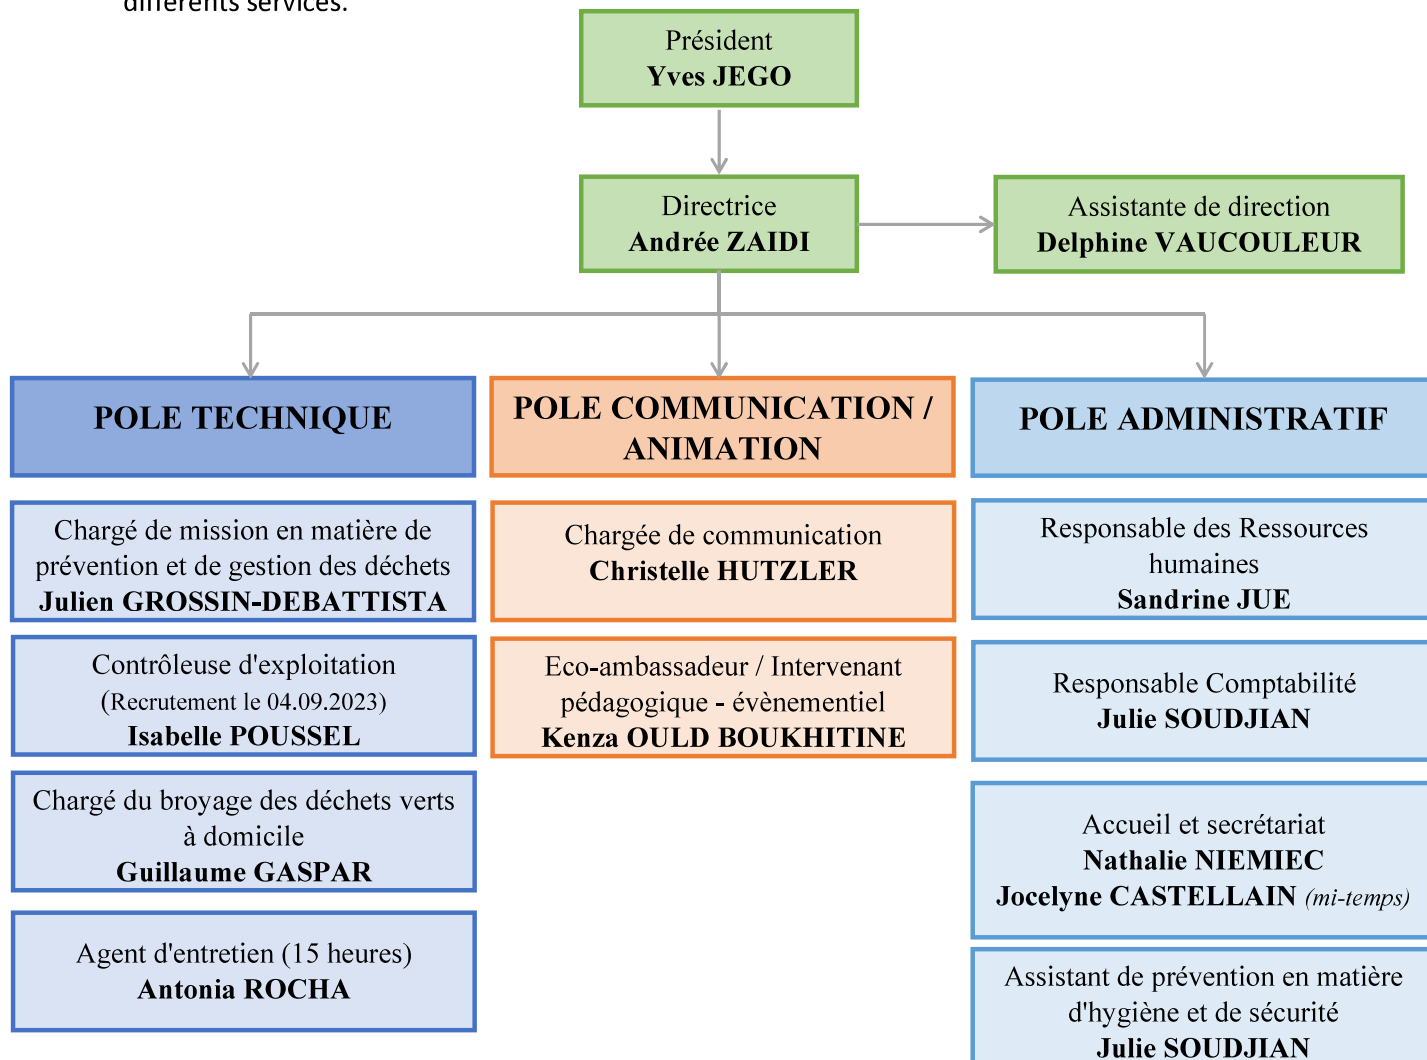 différents services.
Président
Yves JEGO
Directrice
Andrée ZAIDI
Assistante de direction
Delphine VAUCOULEUR
POLE TECHNIQUE
POLE COMMUNICATION /
ANIMATION
POLE ADMINISTRATIF
Chargé de mission en matière de
prévention et de gestion des déchets
Julien GROSSIN-DEBATTISTA
Contrôleuse d'exploitation
(Recrutement le 04.09.2023)
Isabelle POUSSEL
Chargé du broyage des déchets verts
à domicile
Guillaume GASPAR
Agent d'entretien (15 heures)
Antonia ROCHA
Chargée de communication
Christelle HUTZLER
Eco-ambassadeur / Intervenant
pédagogique - évènementiel
Kenza OULD BOUKHITINE
Responsable des Ressources
humaines
Sandrine JUE
Responsable Comptabilité
Julie SOUDJIAN
Accueil et secrétariat
Nathalie NIEMIEC
Jocelyne CASTELLAIN (mi-temps)
Assistant de prévention en matière
d'hygiène et de sécurité
Julie SOUDJIAN